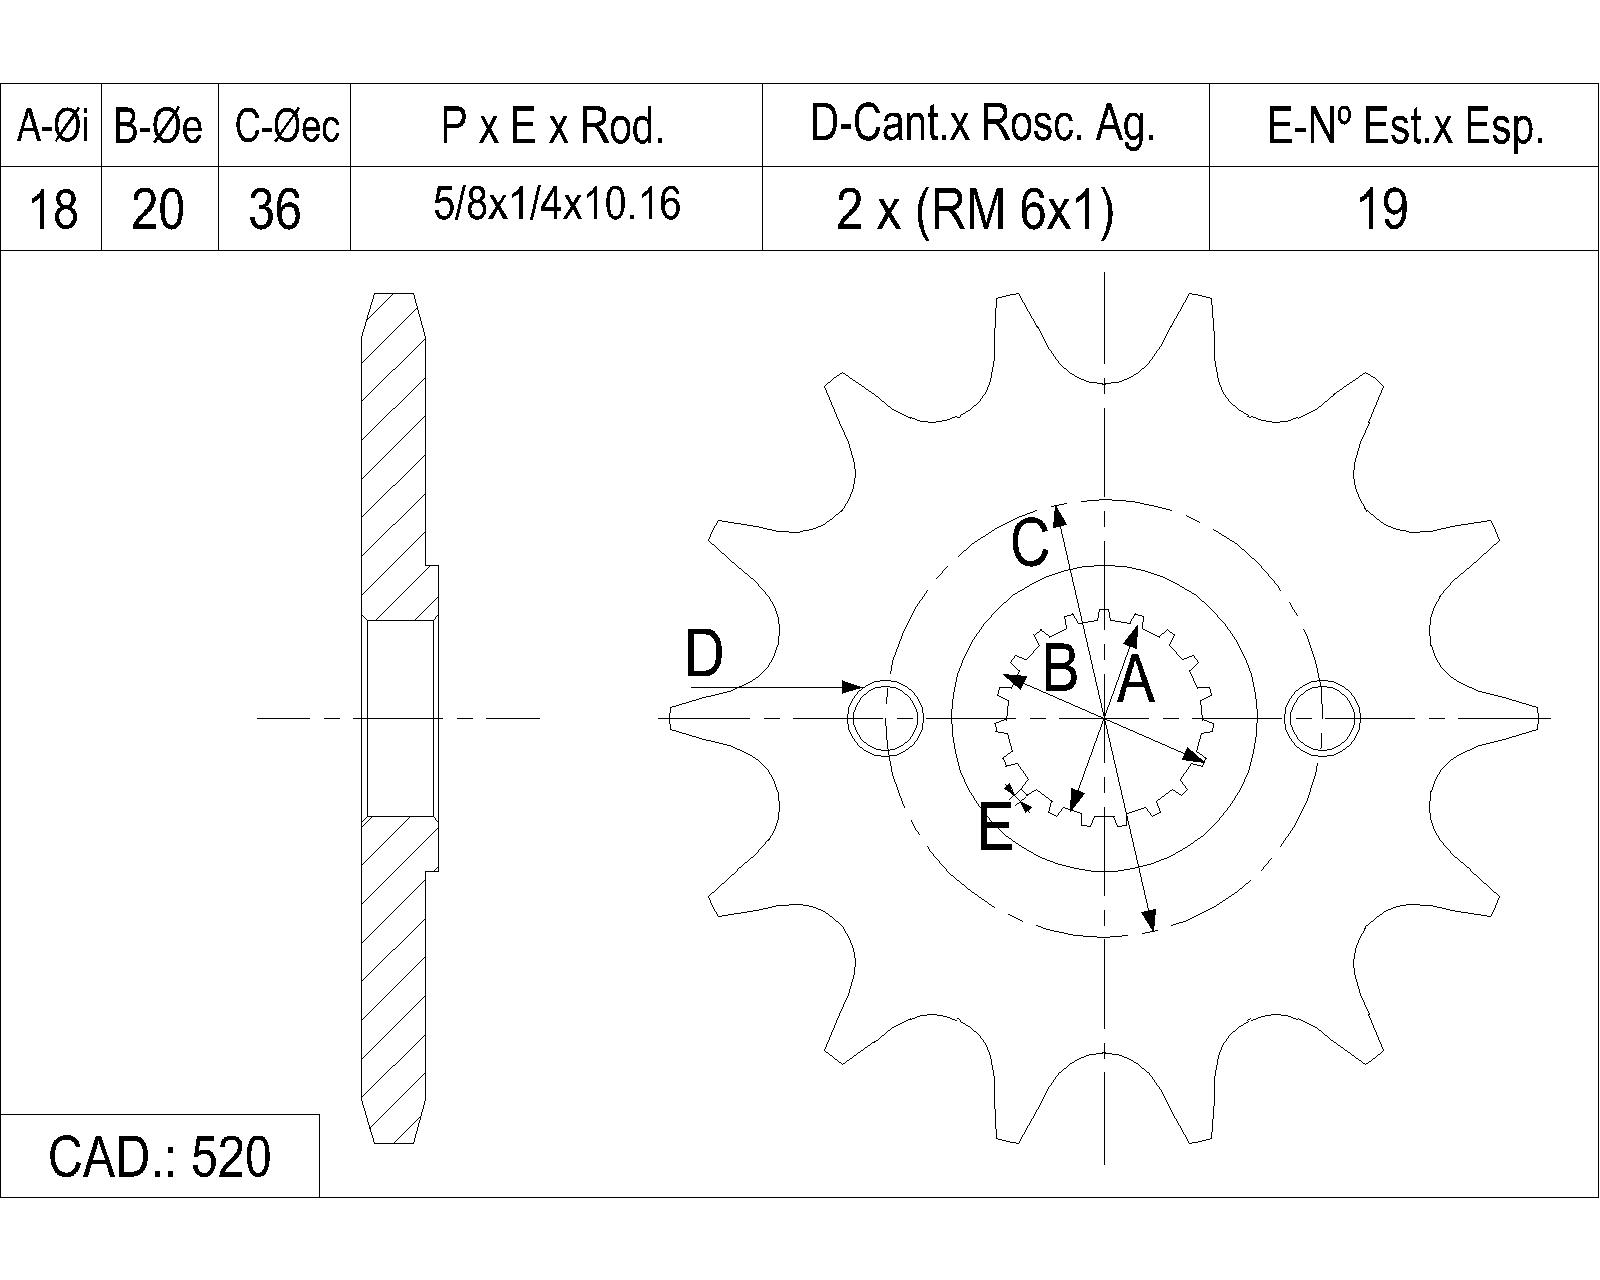 A-Øi B-Øe C-Øec P x E x Rod. D-Cant.x Rosc. Ag. E-Nº Est.x Esp.
18 20 36 5/8x1/4x10.16 2 x (RM 6x1) 19
C
D
B
A
E
CAD.: 520